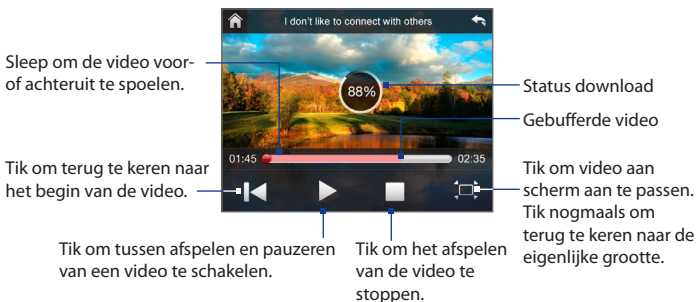 I don't like to connect with others
Sleep om de video voor-
of achteruit te spoelen.
88%
Status download
Gebufferde video
01:45
02:35
Tik om terug te keren naar
het begin van de video.
Tik om video aan
scherm aan te passen.
Tik nogmaals om
terug te keren naar de
eigenlijke grootte.
Tik om tussen afspelen en pauzeren
van een video te schakelen.
Tik om het afspelen
van de video te
stoppen.